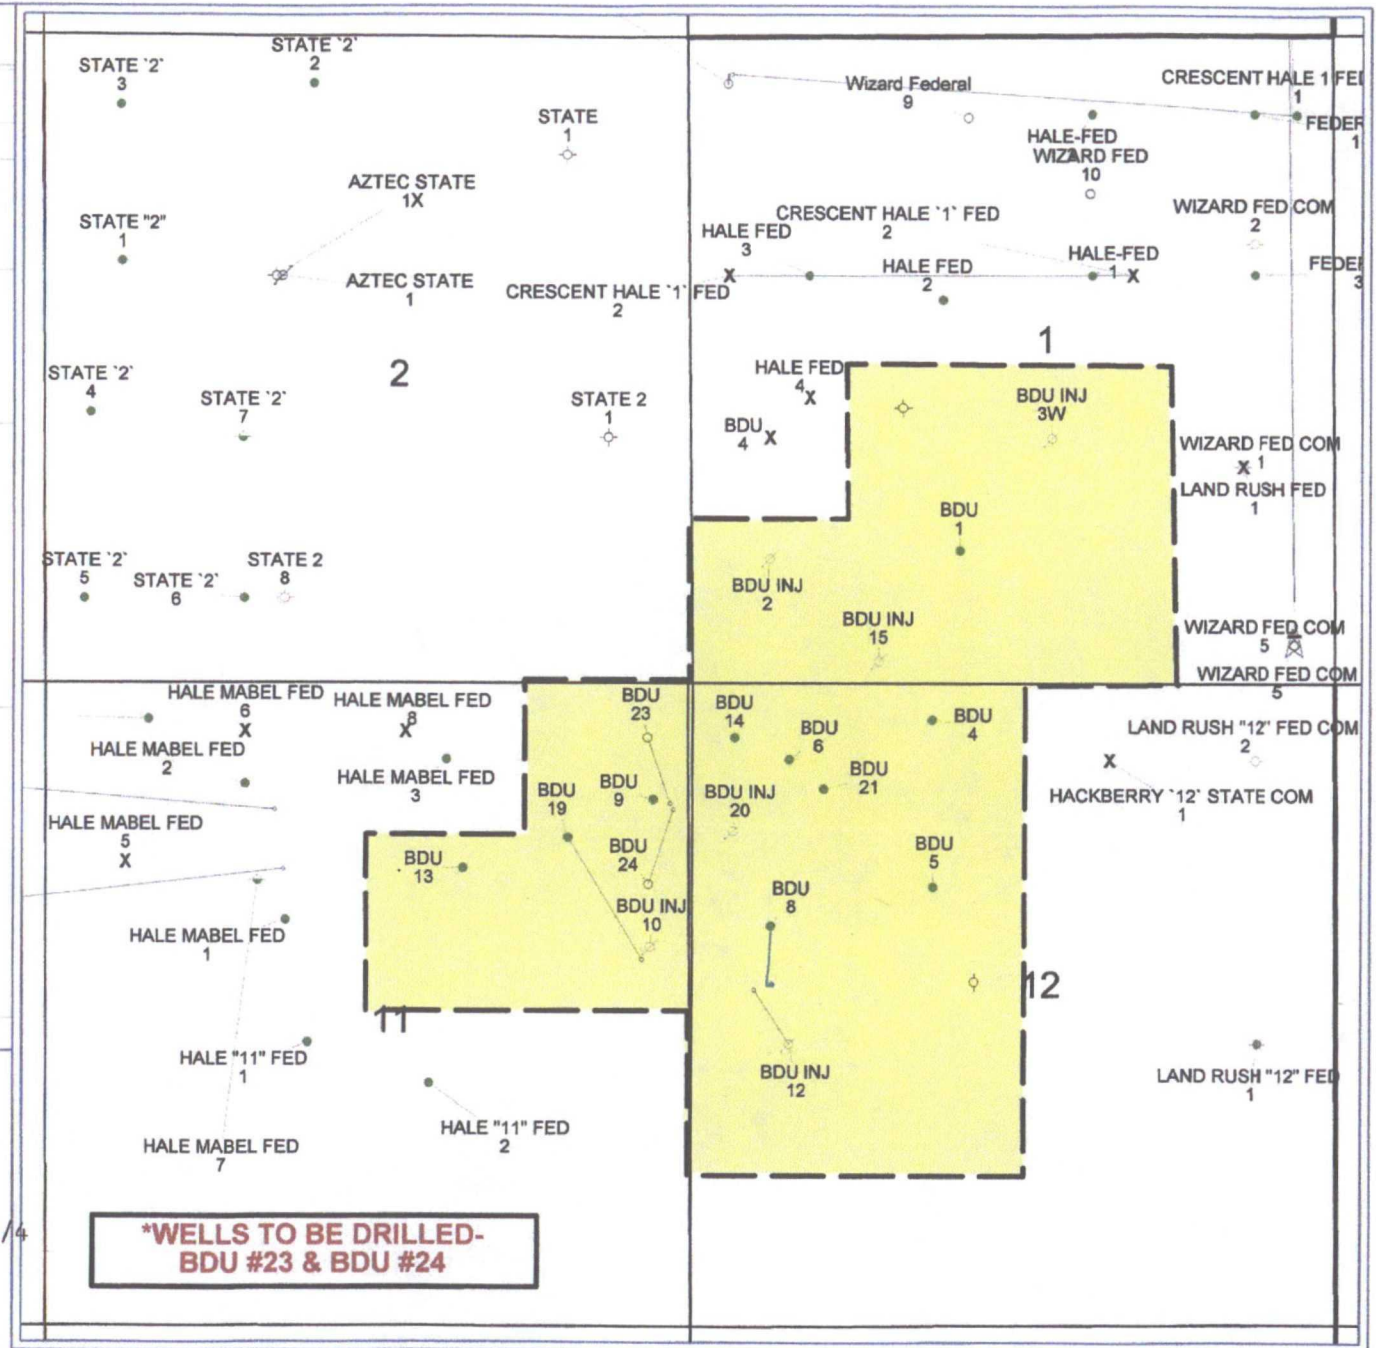 STATE `2`
3
STATE `2`
2
STATE
1
Wizard Federal
9
CRESCENT HALE 1 FED
1
FEDER
1
HALE-FED
WIZARD FED
10
AZTEC STATE
1X
STATE "2"
1
CRESCENT HALE `1` FED
2
WIZARD FED COM
2
HALE FED
3
HALE-FED
1
HALE FED
2
FEDER
3
AZTEC STATE
1
CRESCENT HALE `1` FED
2
1
2
STATE `2`
4
STATE `2`
7
STATE 2
1
HALE FED
4
BDU
4
BDU INJ
3W
WIZARD FED COM
1
LAND RUSH FED
1
BDU
1
STATE `2`
5
STATE `2`
6
STATE 2
8
BDU INJ
2
BDU INJ
15
WIZARD FED COM
5
WIZARD FED COM
5
HALE MABEL FED
6
HALE MABEL FED
8
BDU
23
BDU
14
BDU
6
BDU
4
LAND RUSH "12" FED COM
2
HALE MABEL FED
2
HALE MABEL FED
3
BDU
19
BDU
9
BDU INJ
20
BDU
21
HACKBERRY `12` STATE COM
1
HALE MABEL FED
5
BDU
13
BDU
24
BDU
5
BDU
8
BDU INJ
10
HALE MABEL FED
1
12
11
HALE "11" FED
1
BDU INJ
12
LAND RUSH "12" FED
1
HALE "11" FED
2
HALE MABEL FED
7
/4
*WELLS TO BE DRILLED-
BDU #23 & BDU #24